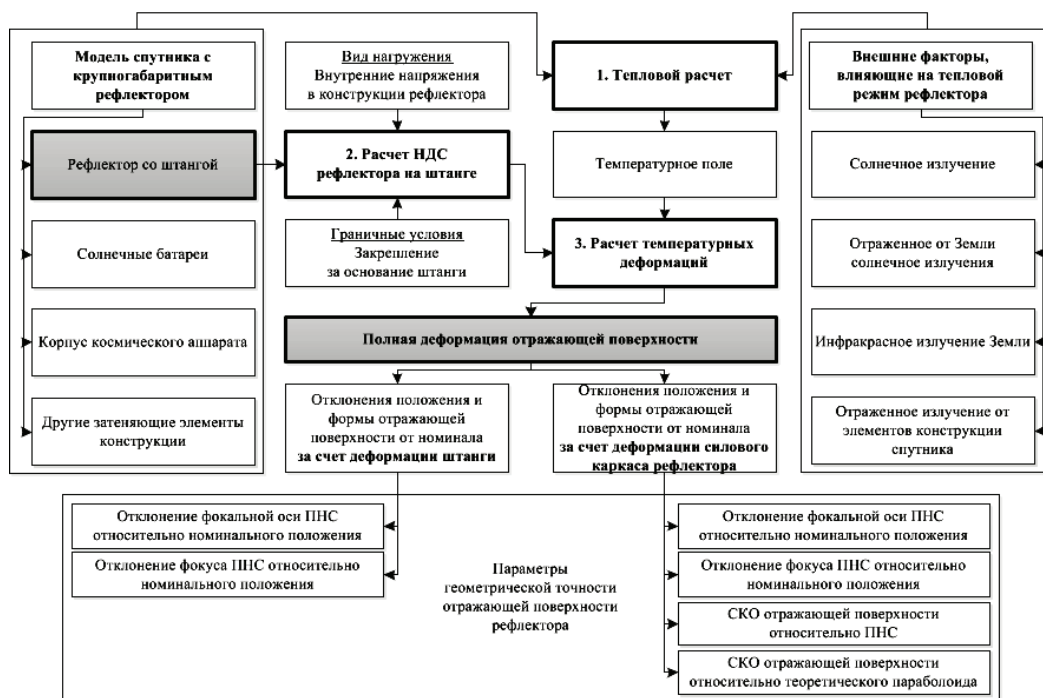 Модель спутника с
крупногабаритным
рефлектором
Рефлектор со штангой
Солнечные батареи
Корпус космического аппарата
Другие затеняющие элементы
конструкции
Вид нагружения
Внутренние напряжения
в конструкции рефлектора
2. Расчет НДС
рефлектора на штанге
Граничные условия
Закрепление
за основание штанги
1. Тепловой расчет
Температурное поле
3. Расчет температурных
деформаций
Внешние факторы,
влияющие на тепловой
режим рефлектора
Солнечное излучение
Отраженное от Земли
солнечное излучения
Инфракрасное излучение Земли
Отраженное излучение от
элементов конструкции
спутника
Полная деформация отражающей поверхности
Отклонения положения и
формы отражающей
поверхности от номинала
за счет деформации штанги
Отклонения положения и
формы отражающей
поверхности от номинала
за счет деформации силового
каркаса рефлектора
Отклонение фокальной оси ПНС
относительно номинального положения
Отклонение фокуса ПНС относительно
номинального положения
Параметры
геометрической точности
отражающей поверхности
рефлектора
Отклонение фокальной оси ПНС
относительно номинального положения
Отклонение фокуса ПНС относительно
номинального положения
СКО отражающей поверхности
относительно ПНС
СКО отражающей поверхности
относительно теоретического параболоида